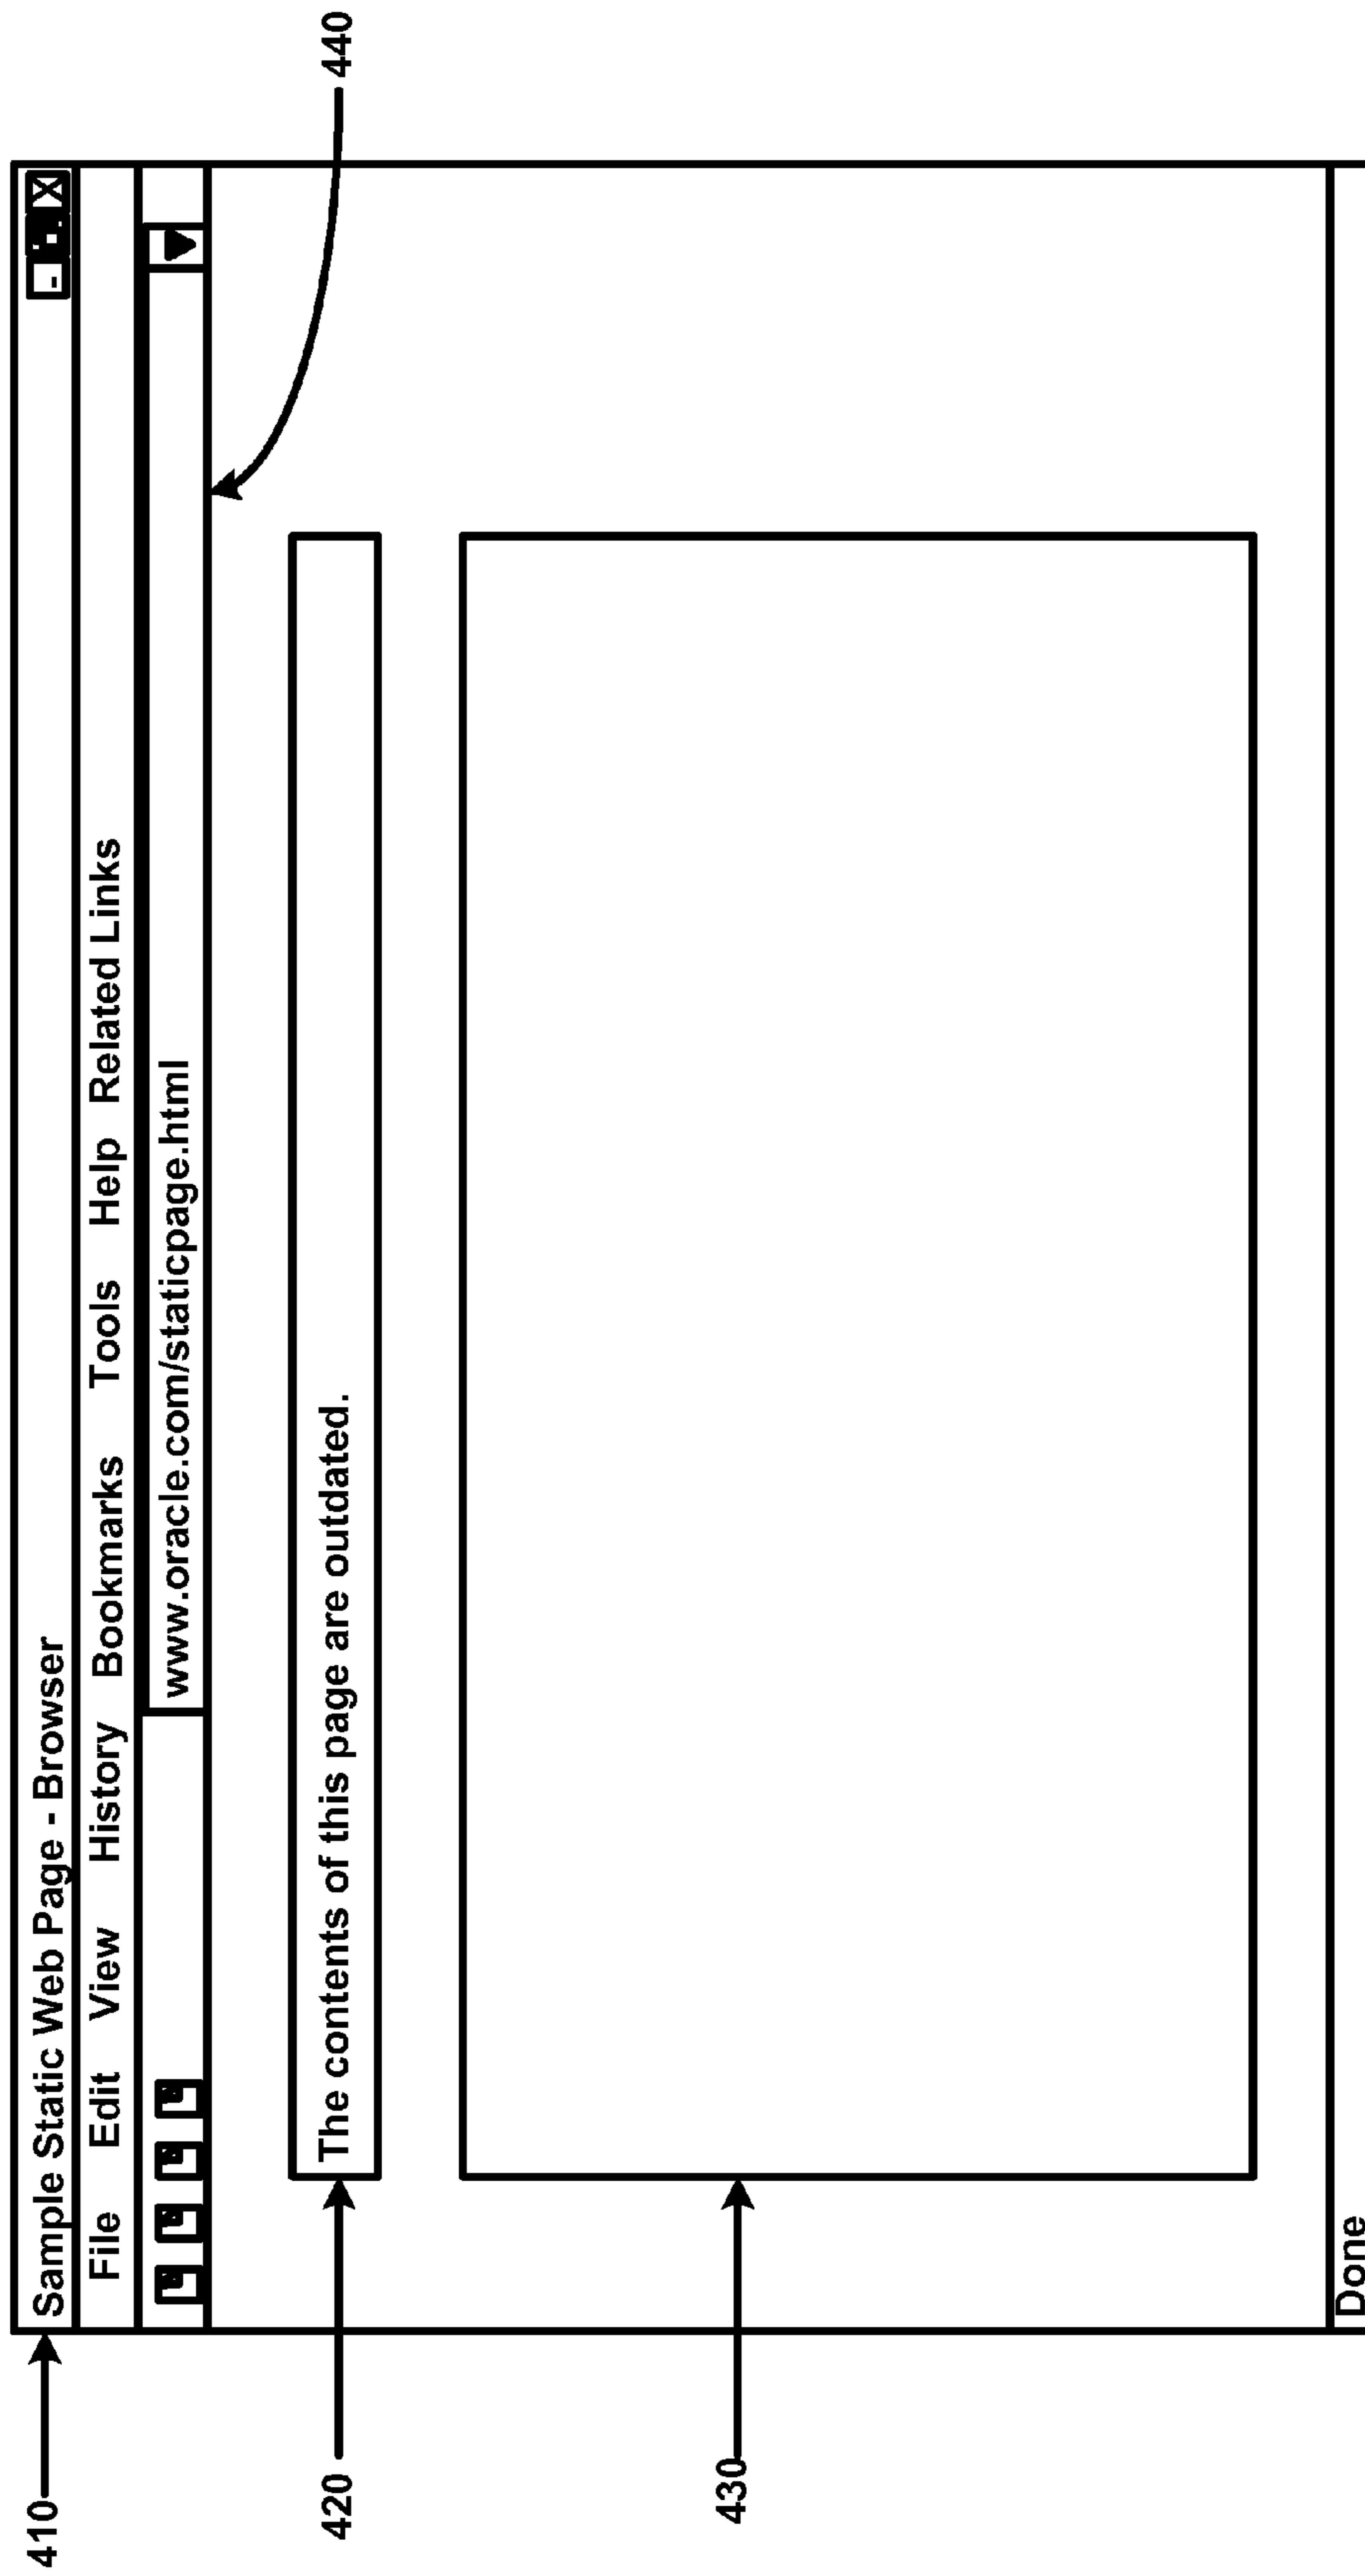 410
Sample Static Web Page - Browser
- X
File Edit View History Bookmarks Tools Help Related Links
www.oracle.com/staticpage.html
440
420
The contents of this page are outdated.
430
Done